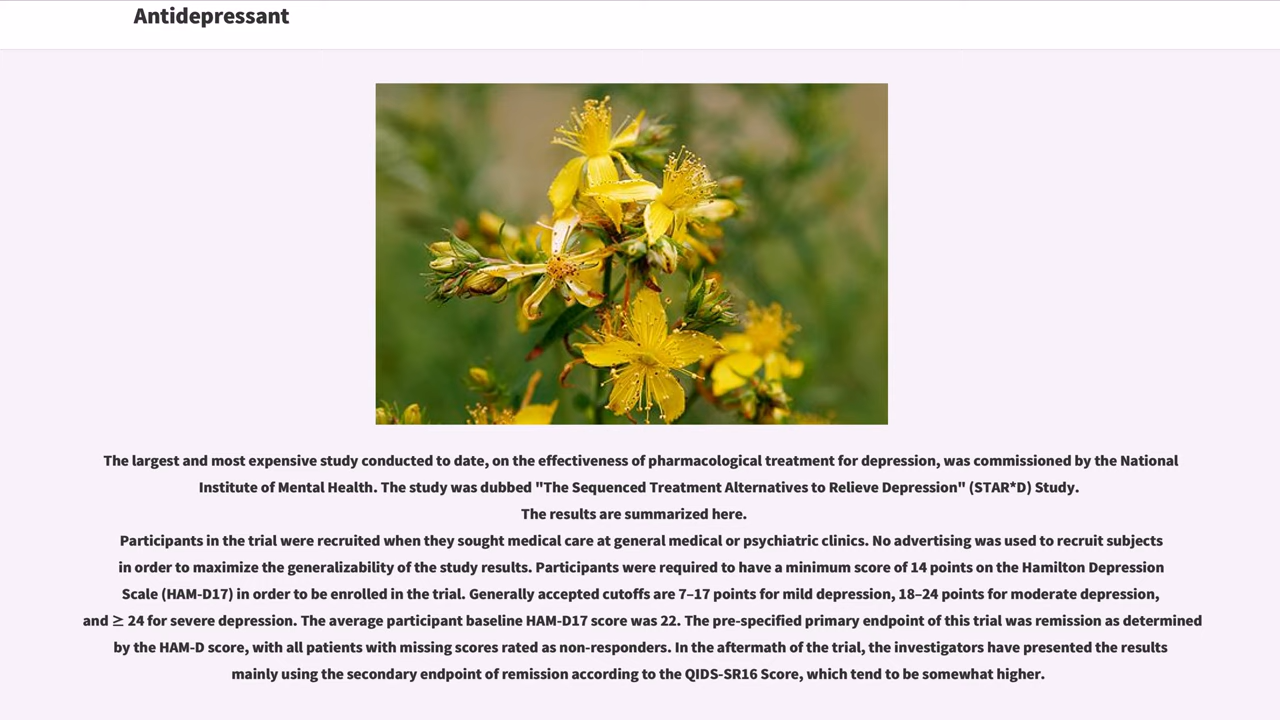 Antidepressant
The largest and most expensive study conducted to date, on the effectiveness of pharmacological treatment for depression, was commissioned by the National
Institute of Mental Health. The study was dubbed "The Sequenced Treatment Alternatives to Relieve Depression" (STAR*D) Study.
The results are summarized here.
Participants in the trial were recruited when they sought medical care at general medical or psychiatric clinics. No advertising was used to recruit subjects
in order to maximize the generalizability of the study results. Participants were required to have a minimum score of 14 points on the Hamilton Depression
Scale (HAM-D17) in order to be enrolled in the trial. Generally accepted cutoffs are 7–17 points for mild depression, 18–24 points for moderate depression,
and ≥ 24 for severe depression. The average participant baseline HAM-D17 score was 22. The pre-specified primary endpoint of this trial was remission as determined
by the HAM-D score, with all patients with missing scores rated as non-responders. In the aftermath of the trial, the investigators have presented the results
mainly using the secondary endpoint of remission according to the QIDS-SR16 Score, which tend to be somewhat higher.